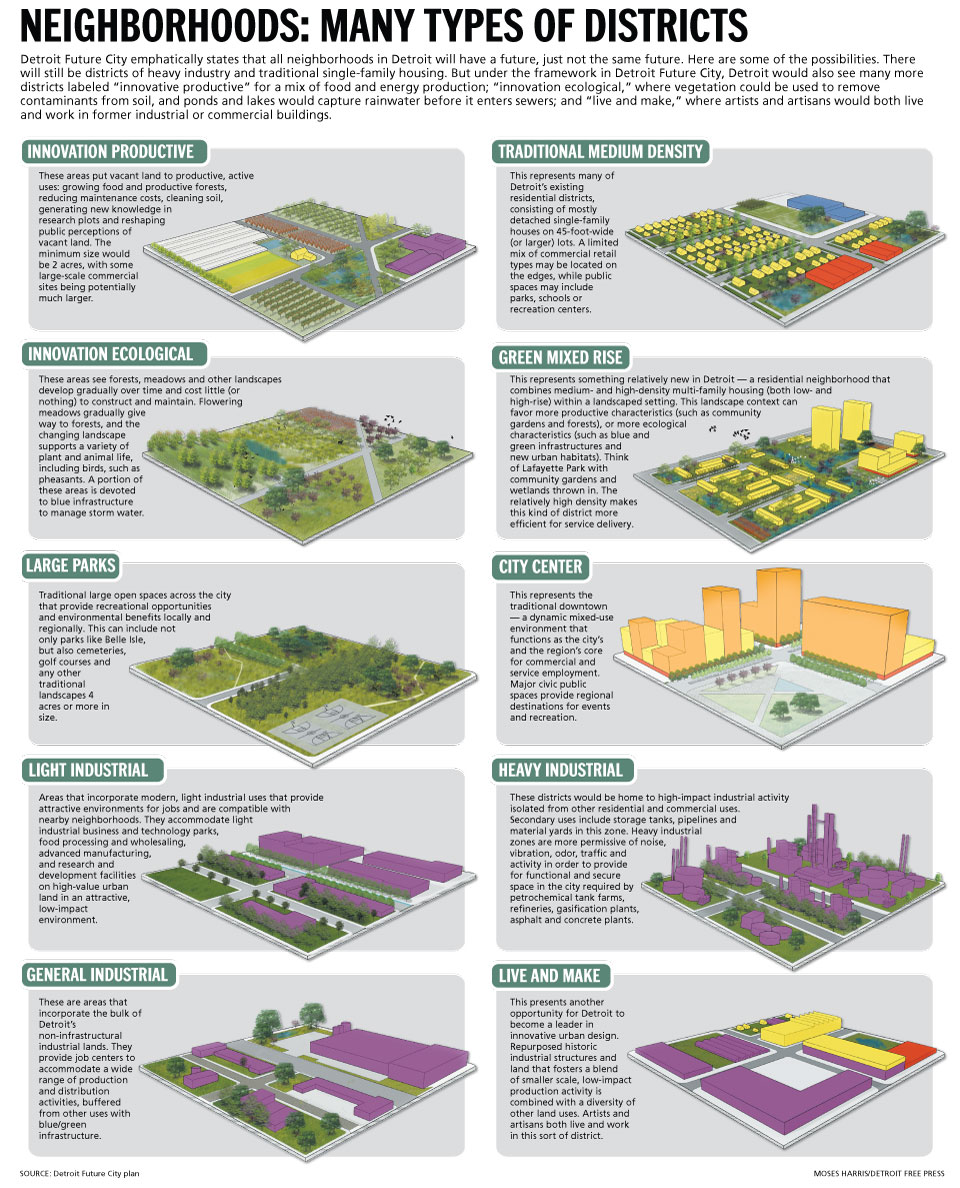 NEIGHBORHOODS: MANY TYPES OF DISTRICTS
Detroit Future City emphatically states that all neighborhoods in Detroit will have a future, just not the same future. Here are some of the possibilities. There
will still be districts of heavy industry and traditional single-family housing. But under the framework in Detroit Future City, Detroit would also see many more
districts labeled “innovative productive” for a mix of food and energy production; “innovation ecological,” where vegetation could be used to remove
contaminants from soil, and ponds and lakes would capture rainwater before it enters sewers; and “live and make,” where artists and artisans would both live
and work in former industrial or commercial buildings.
INNOVATION PRODUCTIVE
These areas put vacant land to productive, active
uses: growing food and productive forests,
reducing maintenance costs, cleaning soil,
generating new knowledge in
research plots and reshaping
public perceptions of
vacant land. The
minimum size would
be 2 acres, with some
large-scale commercial
sites being potentially
much larger.
TRADITIONAL MEDIUM DENSITY
This represents many of
Detroit’s existing
residential districts,
consisting of mostly
detached single-family
houses on 45-foot-wide
(or larger) lots. A limited
mix of commercial retail
types may be located on
the edges, while public
spaces may include
parks, schools or
recreation centers.
INNOVATION ECOLOGICAL
These areas see forests, meadows and other landscapes
develop gradually over time and cost little (or
nothing) to construct and maintain. Flowering
meadows gradually give
way to forests, and the
changing landscape
supports a variety of
plant and animal life,
including birds, such as
pheasants. A portion of
these areas is devoted
to blue infrastructure
to manage storm water.
GREEN MIXED RISE
This represents something relatively new in Detroit — a residential neighborhood that
combines medium- and high-density multi-family housing (both low- and
high-rise) within a landscaped setting. This landscape context can
favor more productive characteristics (such as community
gardens and forests), or more ecological
characteristics (such as blue and
green infrastructures and
new urban habitats). Think
of Lafayette Park with
community gardens and
wetlands thrown in. The
relatively high density makes
this kind of district more
efficient for service delivery.
LARGE PARKS
Traditional large open spaces across the city
that provide recreational opportunities
and environmental benefits locally and
regionally. This can include not
only parks like Belle Isle,
but also cemeteries,
golf courses and
any other
traditional
landscapes 4
acres or more in
size.
CITY CENTER
This represents the
traditional downtown
— a dynamic mixed-use
environment that
functions as the city’s
and the region’s core
for commercial and
service employment.
Major civic public
spaces provide regional
destinations for events
and recreation.
LIGHT INDUSTRIAL
Areas that incorporate modern, light industrial uses that provide
attractive environments for jobs and are compatible with
nearby neighborhoods. They accommodate light
industrial business and technology parks,
food processing and wholesaling,
advanced manufacturing,
and research and
development facilities
on high-value urban
land in an attractive,
low-impact
environment.
HEAVY INDUSTRIAL
These districts would be home to high-impact industrial activity
isolated from other residential and commercial uses.
Secondary uses include storage tanks, pipelines and
material yards in this zone. Heavy industrial
zones are more permissive of noise,
vibration, odor, traffic and
activity in order to provide
for functional and secure
space in the city required by
petrochemical tank farms,
refineries, gasification plants,
asphalt and concrete plants.
GENERAL INDUSTRIAL
These are areas that
incorporate the bulk of
Detroit’s
non-infrastructural
industrial lands. They
provide job centers to
accommodate a wide
range of production
and distribution
activities, buffered
from other uses with
blue/green
infrastructure.
LIVE AND MAKE
This presents another
opportunity for Detroit to
become a leader in
innovative urban design.
Repurposed historic
industrial structures and
land that fosters a blend
of smaller scale, low-impact
production activity is
combined with a diversity of
other land uses. Artists and
artisans both live and work
in this sort of district.
SOURCE: Detroit Future City plan
MOSES HARRIS/DETROIT FREE PRESS